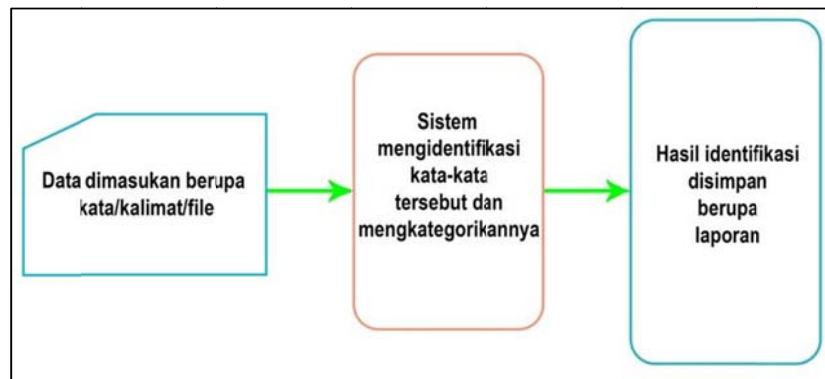 Data dimasukan berupa
kata/kalimat/file
Sistem
mengidentifikasi
kata-kata
tersebut dan
mengkategorikannya
Hasil identifikasi
disimpan
berupa
laporan